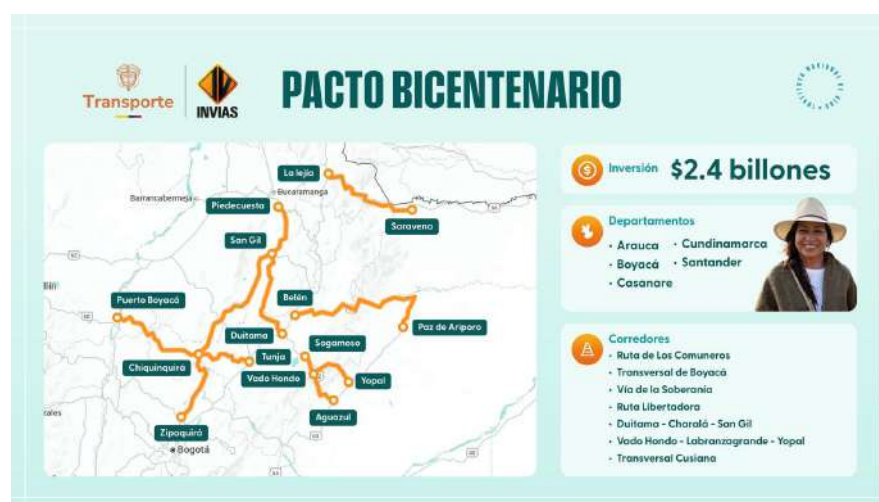 Transporte
INVIAS
PACTO BICENTENARIO
La lejía
Barrancabermeja
Bucaramanga
Piedecuesta
Saravena
San Gil
Puerto Boyacá
Belén
Duitama
Sogamoso
Paz de Ariporo
Tunja
Chiquinquirá
Vado Hondo
Yopal
Aguazul
Zipaquirá
Bogotá
Inversión $2.4 billones
Departamentos
• Arauca • Cundinamarca
• Boyacá • Santander
• Casanare
Corredores
• Ruta de Los Comuneros
• Transversal de Boyacá
• Vía de la Soberanía
• Ruta Libertadora
• Duitama - Charalá - San Gil
• Vado Hondo - Labranzagrande - Yopal
• Transversal Cusiana